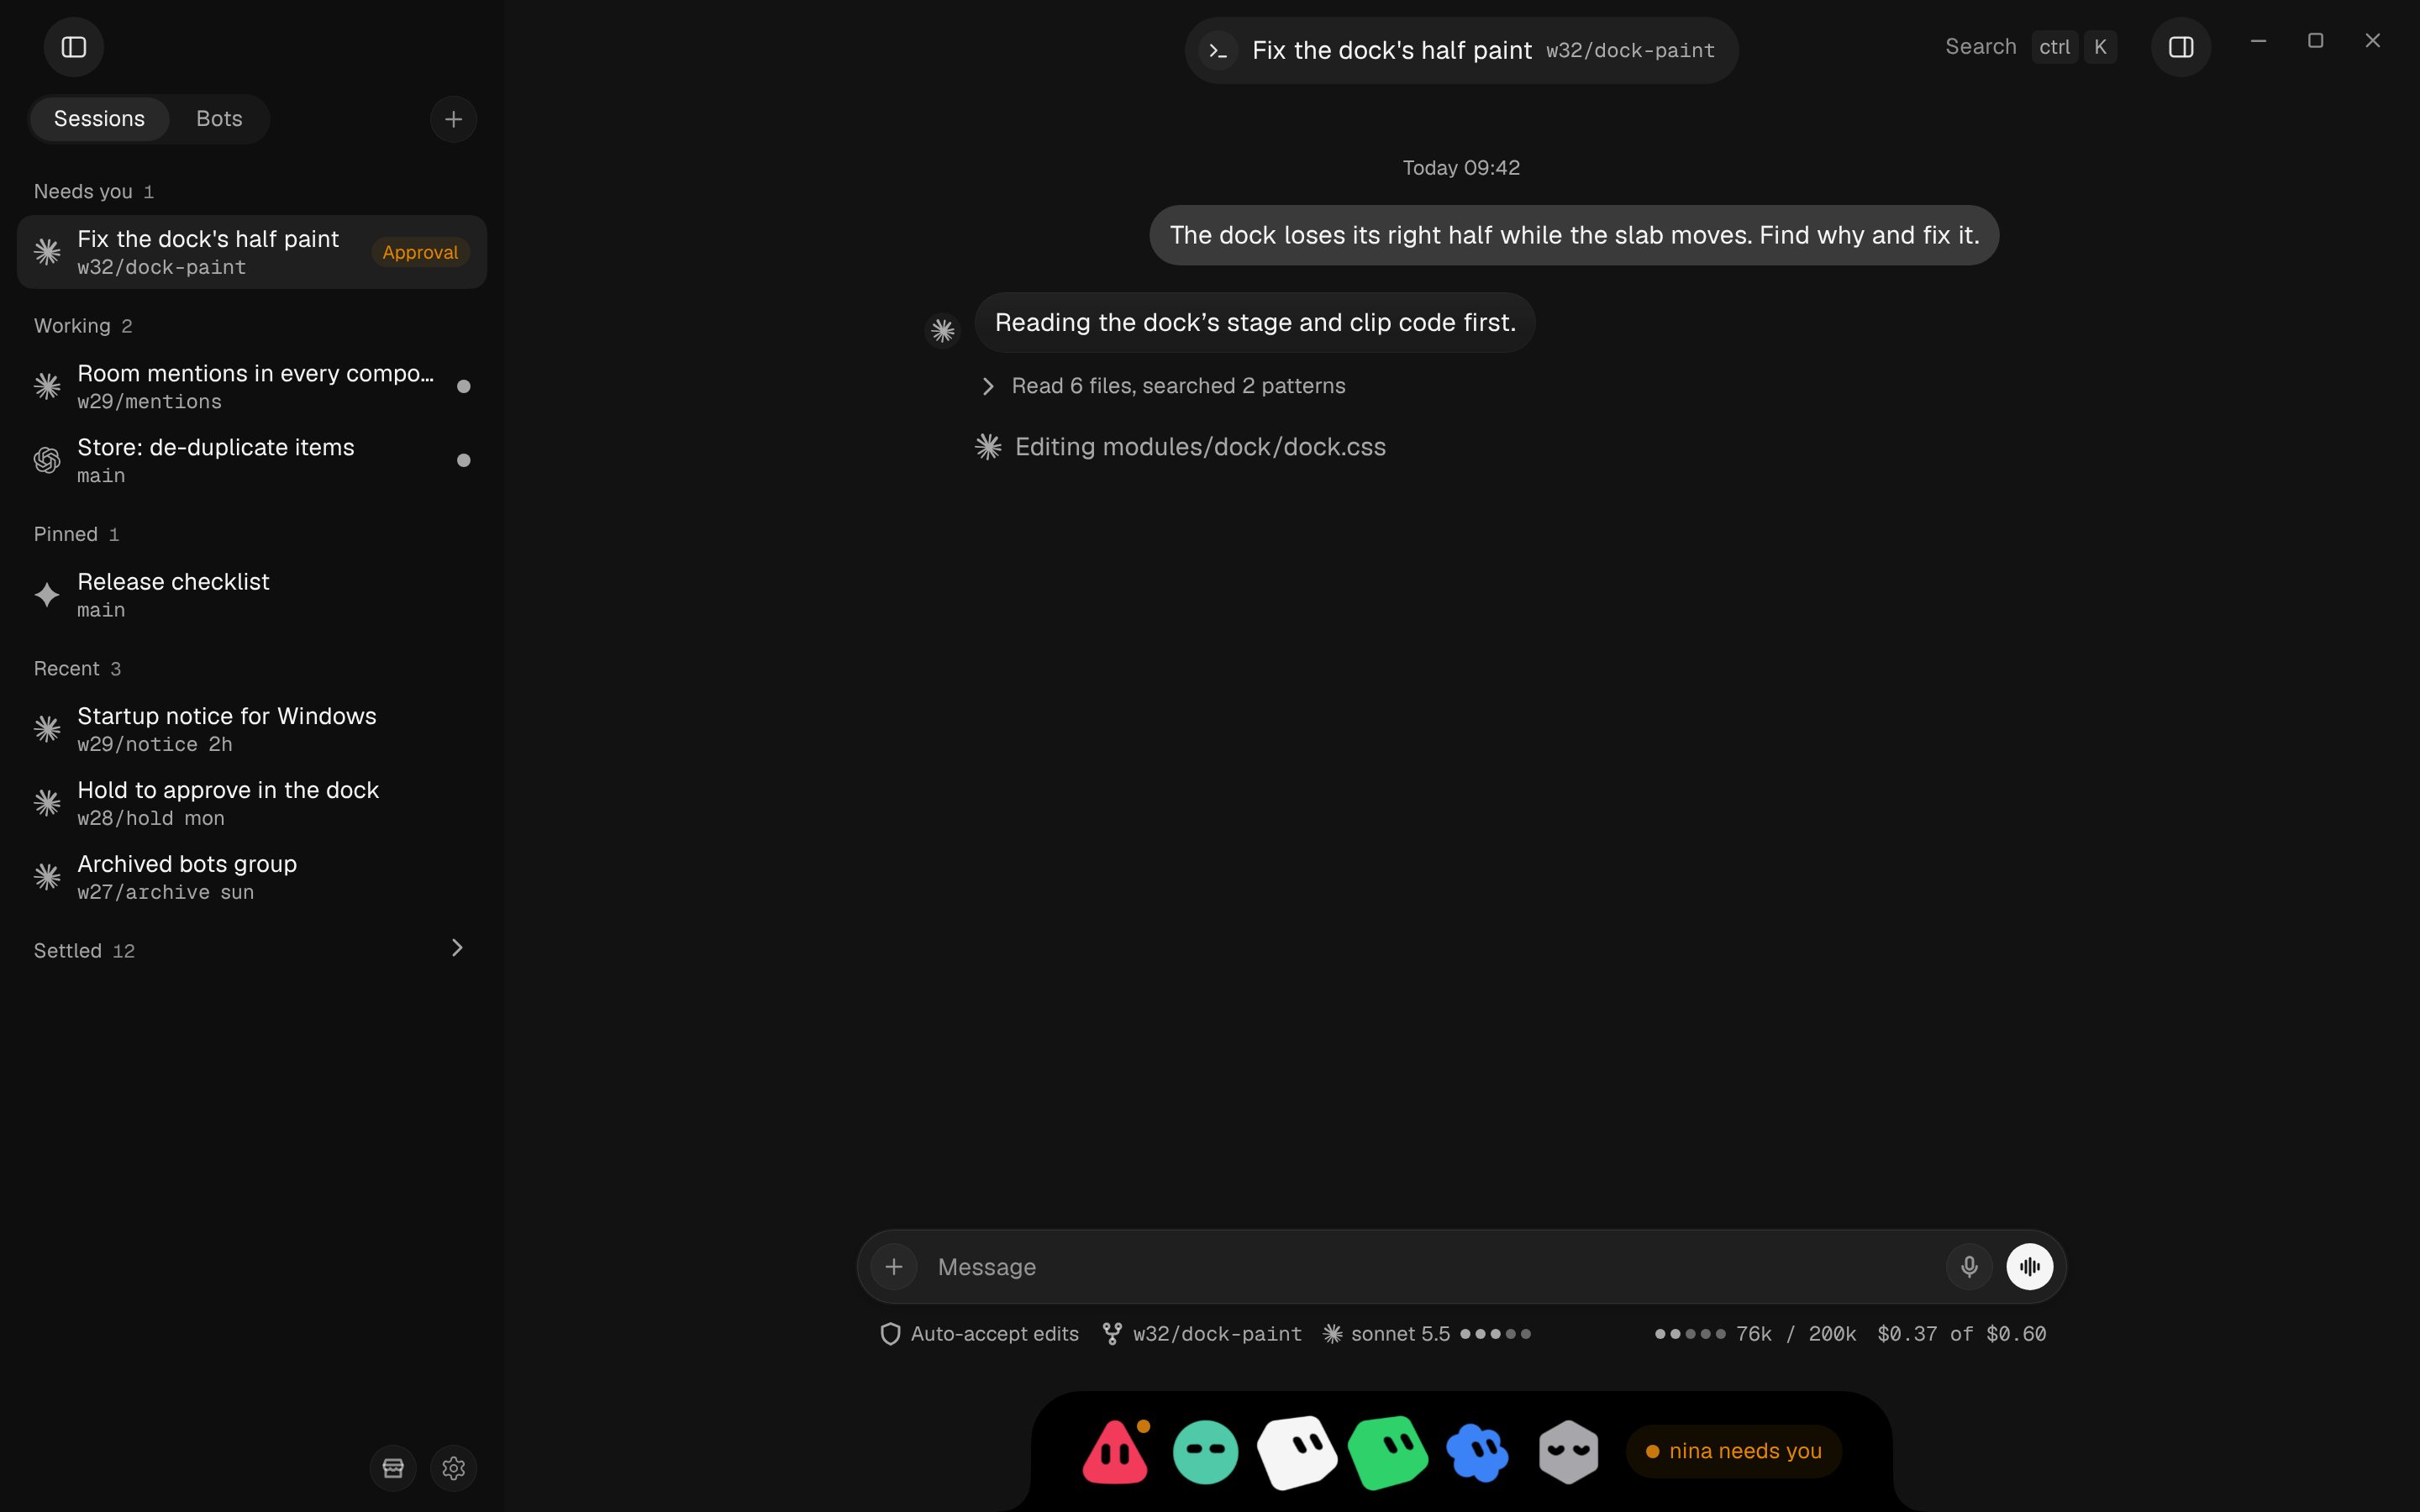 Fix the dock's half paint w32/dock-paint
Search ctrl K
Sessions Bots
Needs you 1
Fix the dock's half paint
w32/dock-paint
Approval
Working 2
Room mentions in every compo…
w29/mentions
Store: de-duplicate items
main
Pinned 1
Release checklist
main
Recent 3
Startup notice for Windows
w29/notice 2h
Hold to approve in the dock
w28/hold mon
Archived bots group
w27/archive sun
Settled 12
Today 09:42
The dock loses its right half while the slab moves. Find why and fix it.
Reading the dock’s stage and clip code first.
Read 6 files, searched 2 patterns
Editing modules/dock/dock.css
Message
Auto-accept edits w32/dock-paint sonnet 5.5 76k / 200k $0.37 of $0.60
nina needs you